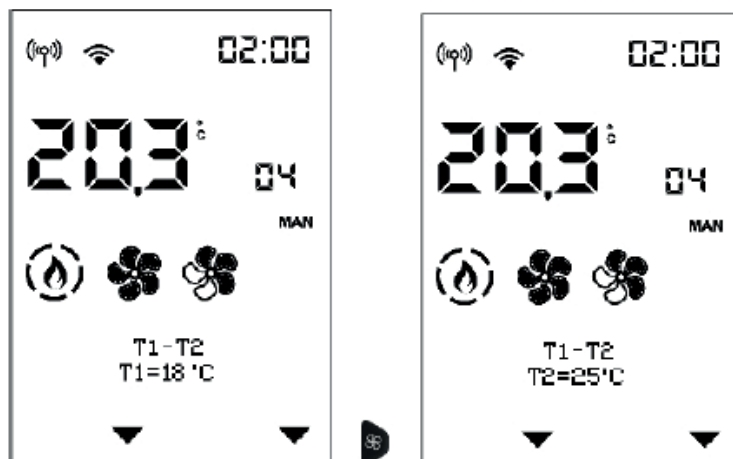 02:00
20.3 °C
04
MAN
T1-T2
T1=18 °C
02:00
20.3 °C
04
MAN
T1-T2
T2=25°C